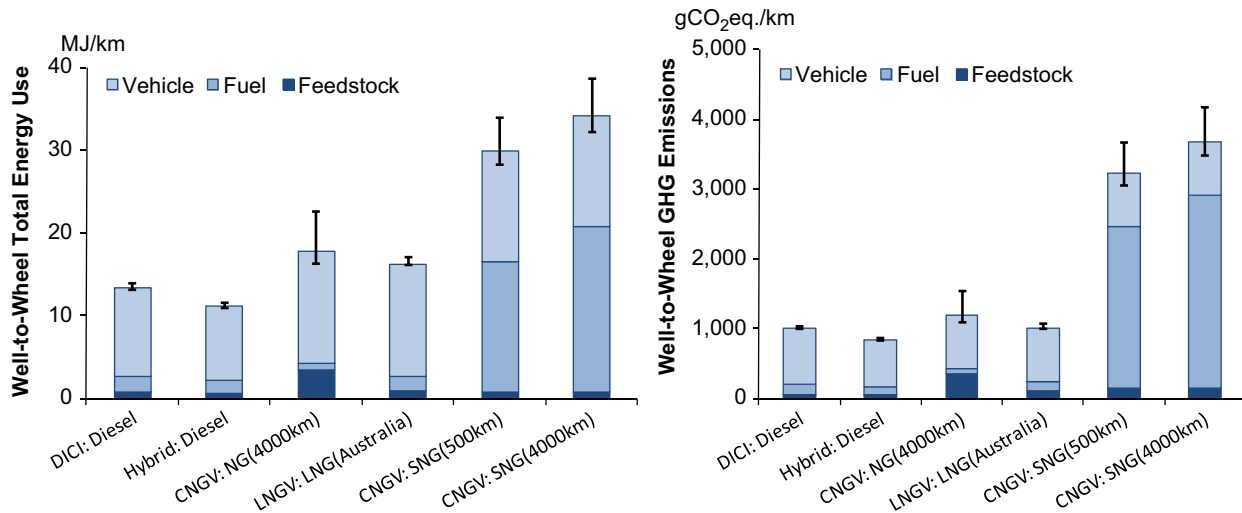 MJ/km
Well-to-Wheel Total Energy Use
40
30
20
10
0
Vehicle Fuel Feedstock
DICI: Diesel
Hybrid: Diesel
CNGV: NG(4000km)
LNGV: LNG(Australia)
CNGV: SNG(500km)
CNGV: SNG(4000km)
gCO₂eq./km
Well-to-Wheel GHG Emissions
5,000
4,000
3,000
2,000
1,000
0
Vehicle Fuel Feedstock
DICI: Diesel
Hybrid: Diesel
CNGV: NG(4000km)
LNGV: LNG(Australia)
CNGV: SNG(500km)
CNGV: SNG(4000km)